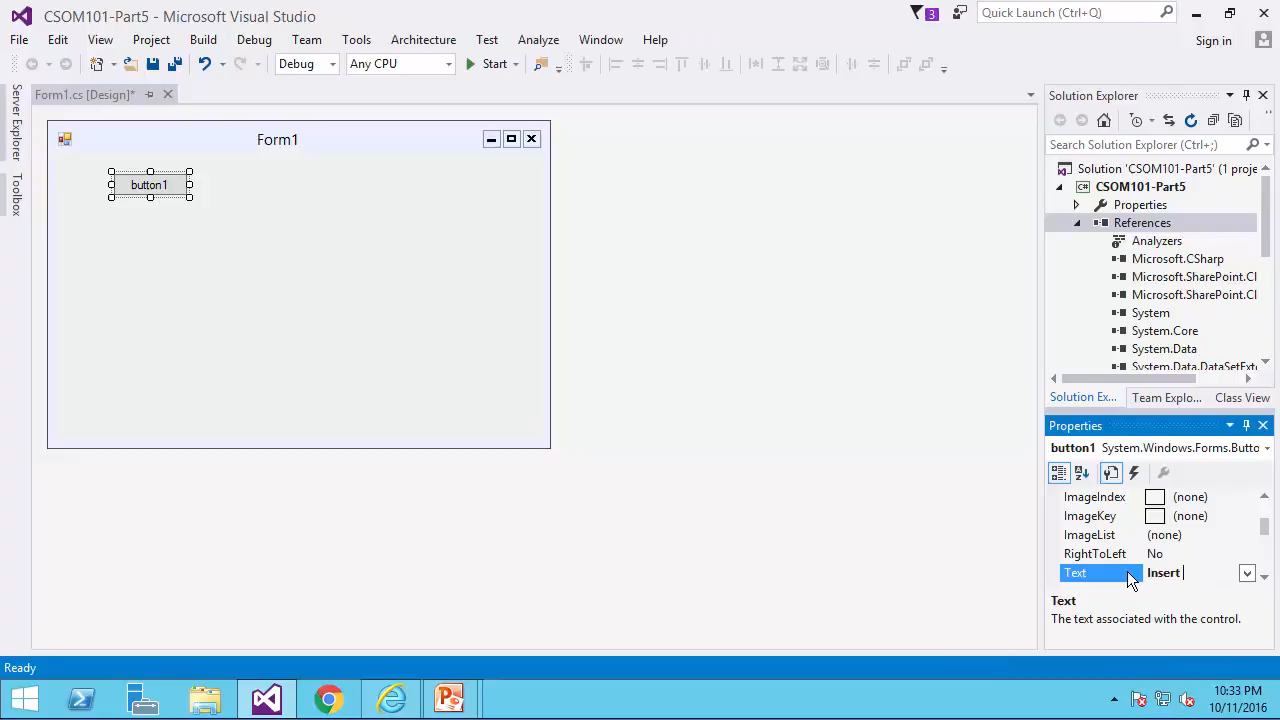 CSOM101-Part5 - Microsoft Visual Studio
3
Quick Launch (Ctrl+Q)
File Edit View Project Build Debug Team Tools Architecture Test Analyze Window Help
Sign in
Debug Any CPU Start
Form1.cs [Design]*
Server Explorer
Toolbox
Form1
button1
Solution Explorer
Search Solution Explorer (Ctrl+;)
Solution 'CSOM101-Part5' (1 proje
C# CSOM101-Part5
Properties
References
Analyzers
Microsoft.CSharp
Microsoft.SharePoint.Cl
Microsoft.SharePoint.Cl
System
System.Core
System.Data
System.Data.DataSetExte
Solution Ex... Team Explo... Class View
Properties
button1 System.Windows.Forms.Butto
ImageIndex (none)
ImageKey (none)
ImageList (none)
RightToLeft No
Text Insert
Text
The text associated with the control.
Ready
10:33 PM
10/11/2016